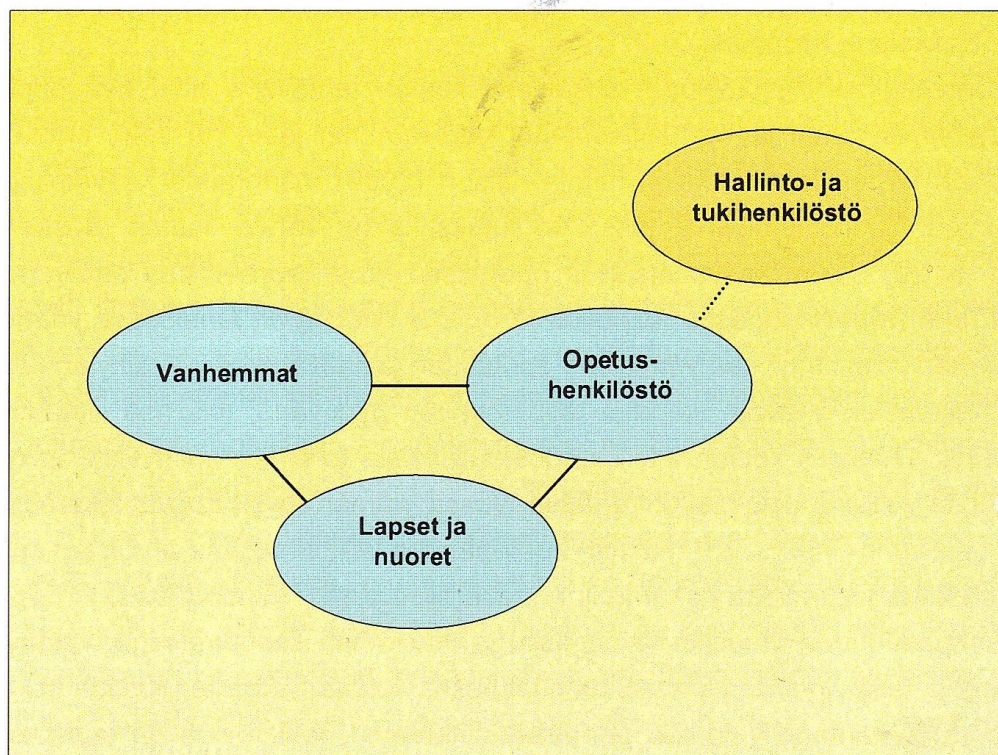 Hallinto- ja
tukihenkilöstö
Vanhemmat
Opetus-
henkilöstö
Lapset ja
nuoret